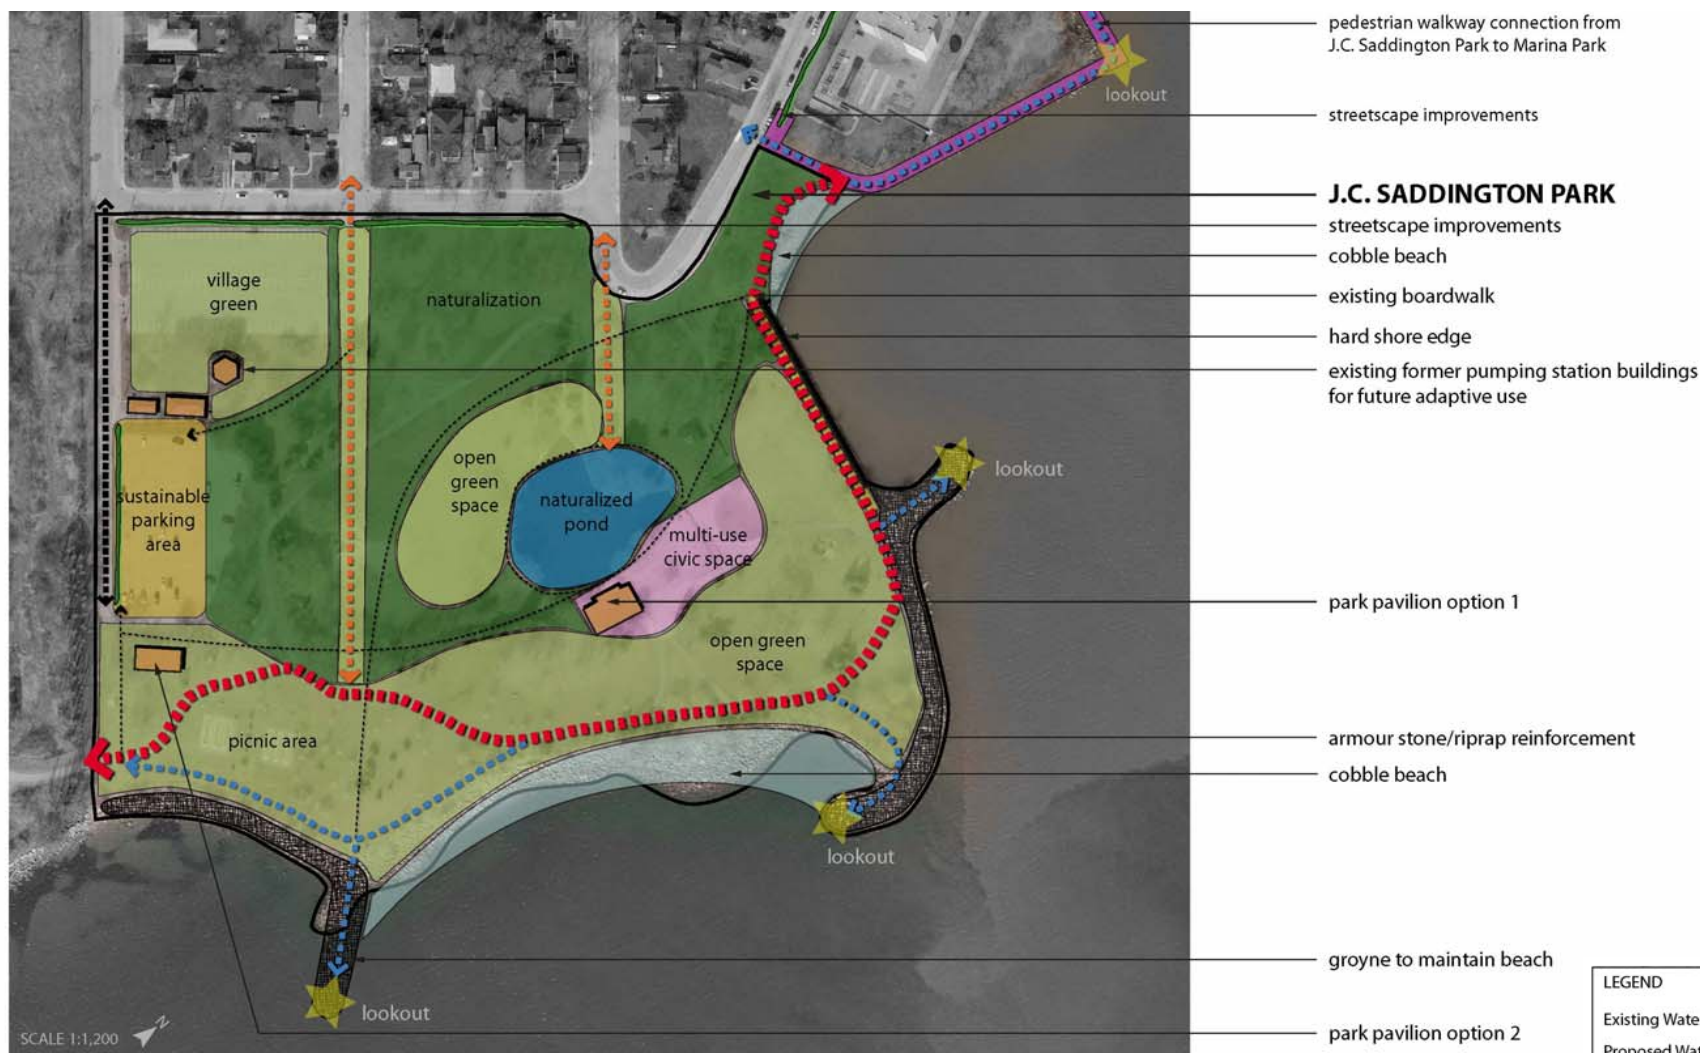 pedestrian walkway connection from
J.C. Saddington Park to Marina Park
lookout
streetscape improvements
J.C. SADDINGTON PARK
streetscape improvements
cobble beach
existing boardwalk
hard shore edge
existing former pumping station buildings
for future adaptive use
village
green
naturalization
open
green
space
naturalized
pond
sustainable
parking
area
multi-use
civic space
lookout
park pavilion option 1
open green
space
picnic area
armour stone/riprap reinforcement
cobble beach
lookout
groyne to maintain beach
lookout
park pavilion option 2
SCALE 1:1,200
N
LEGEND
Existing Wate
Proposed Wat